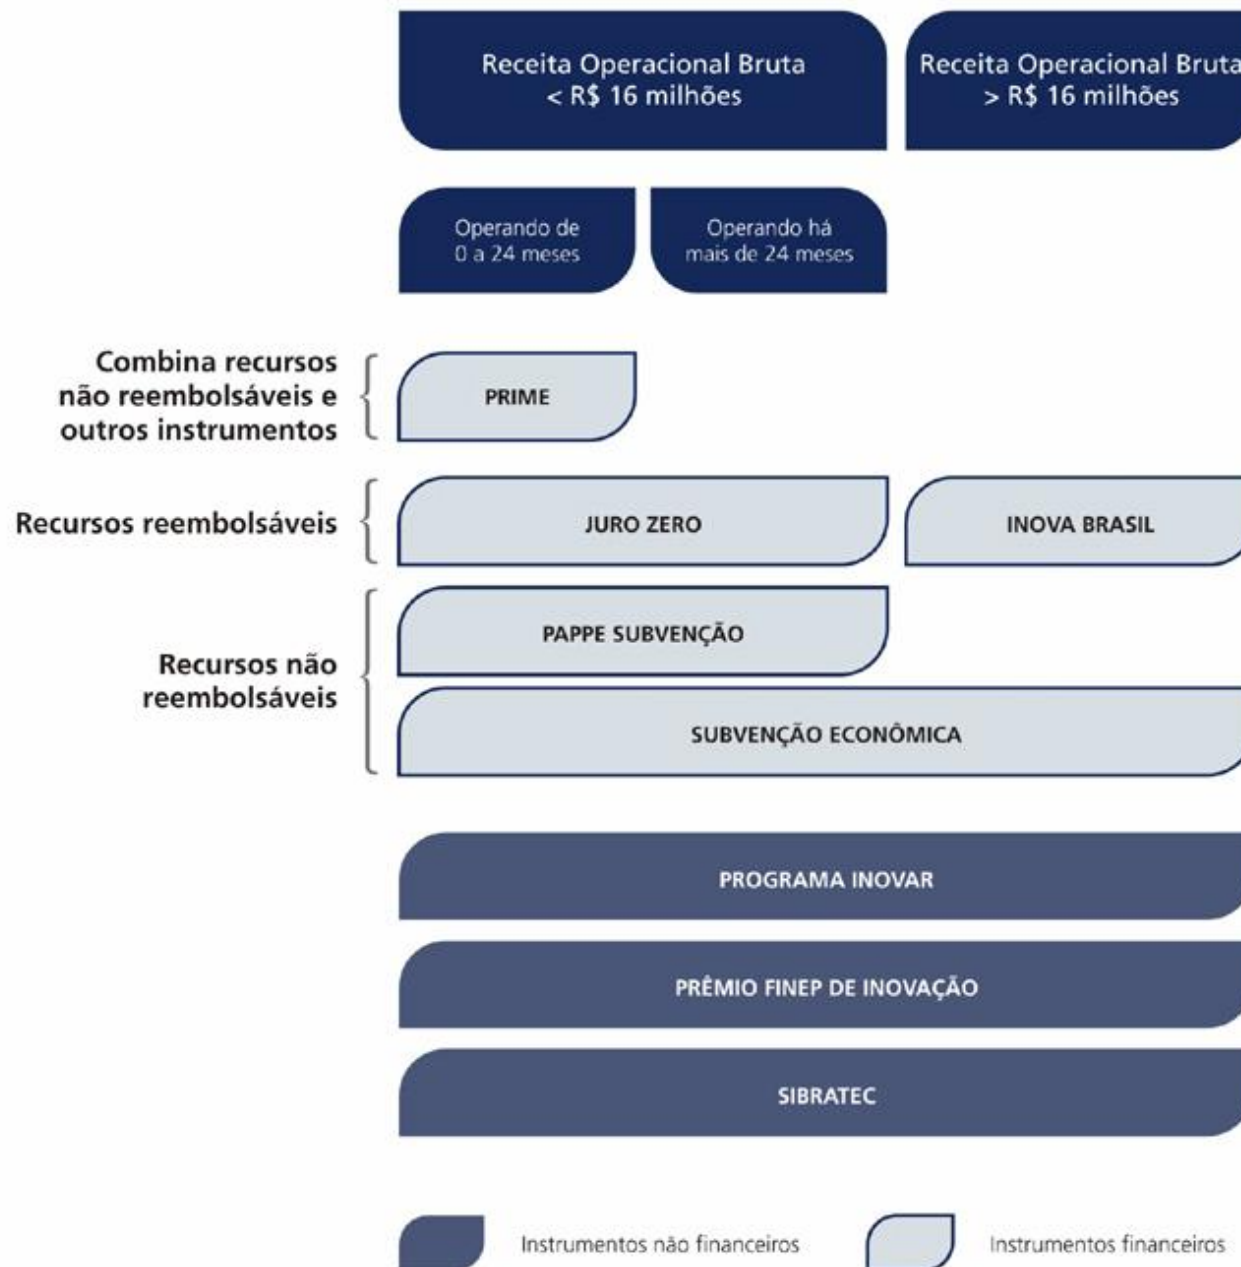 Receita Operacional Bruta
< R$ 16 milhões
Receita Operacional Bruta
> R$ 16 milhões
Operando de
0 a 24 meses
Operando há
mais de 24 meses
Combina recursos
não reembolsáveis e
outros instrumentos
PRIME
Recursos reembolsáveis
JURO ZERO
INOVA BRASIL
Recursos não
reembolsáveis
PAPPE SUBVENÇÃO
SUBVENÇÃO ECONÔMICA
PROGRAMA INOVAR
PRÊMIO FINEP DE INOVAÇÃO
SIBRATEC
Instrumentos não financeiros
Instrumentos financeiros